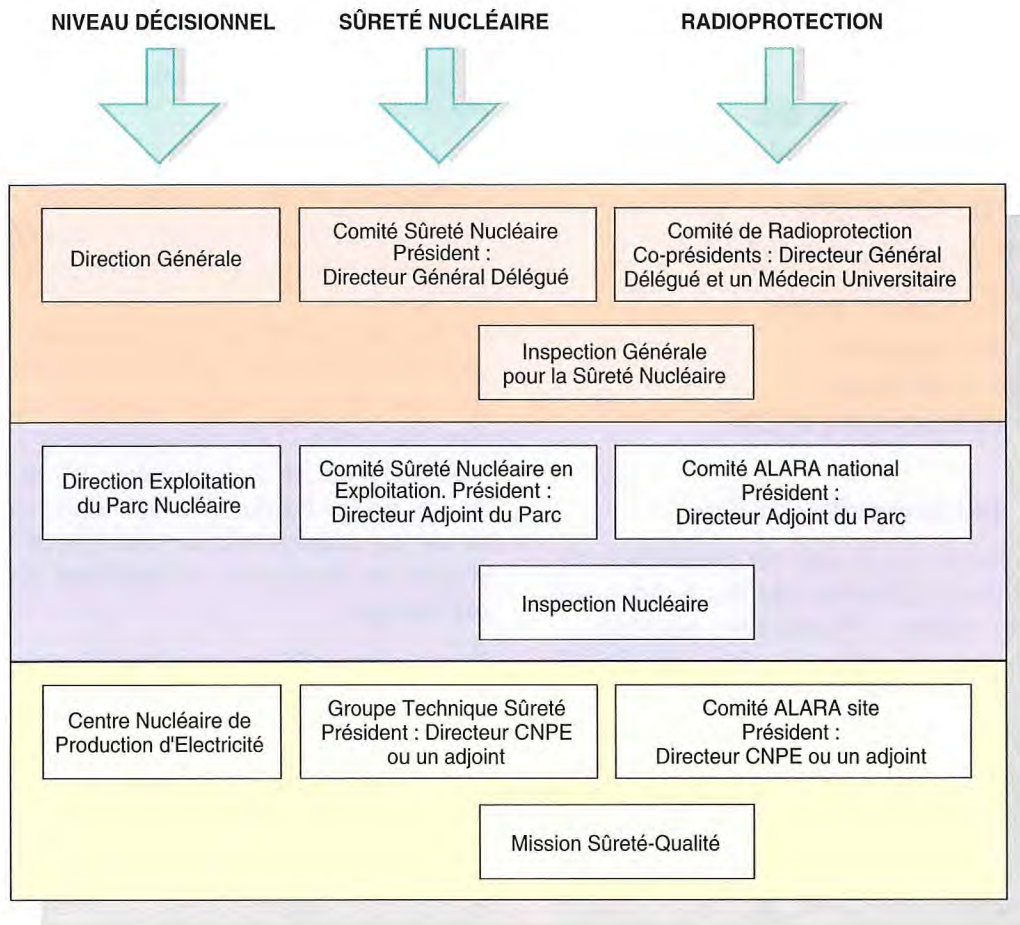 NIVEAU DÉCISIONNEL
SÛRETÉ NUCLÉAIRE
RADIOPROTECTION
Direction Générale
Comité Sûreté Nucléaire
Président :
Directeur Général Délégué
Comité de Radioprotection
Co-présidents : Directeur Général
Délégué et un Médecin Universitaire
Inspection Générale
pour la Sûreté Nucléaire
Direction Exploitation
du Parc Nucléaire
Comité Sûreté Nucléaire en
Exploitation. Président :
Directeur Adjoint du Parc
Comité ALARA national
Président :
Directeur Adjoint du Parc
Inspection Nucléaire
Centre Nucléaire de
Production d'Electricité
Groupe Technique Sûreté
Président : Directeur CNPE
ou un adjoint
Comité ALARA site
Président :
Directeur CNPE ou un adjoint
Mission Sûreté-Qualité